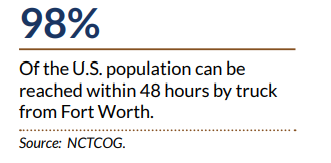 98%
Of the U.S. population can be
reached within 48 hours by truck
from Fort Worth.
Source: NCTCOG.